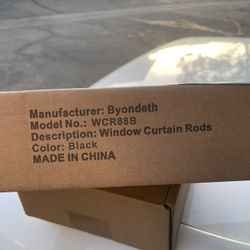 Manufacturer: Byondeth
Model No.: WCR88B
Description: Window Curtain Rods
Color: Black
MADE IN CHINA